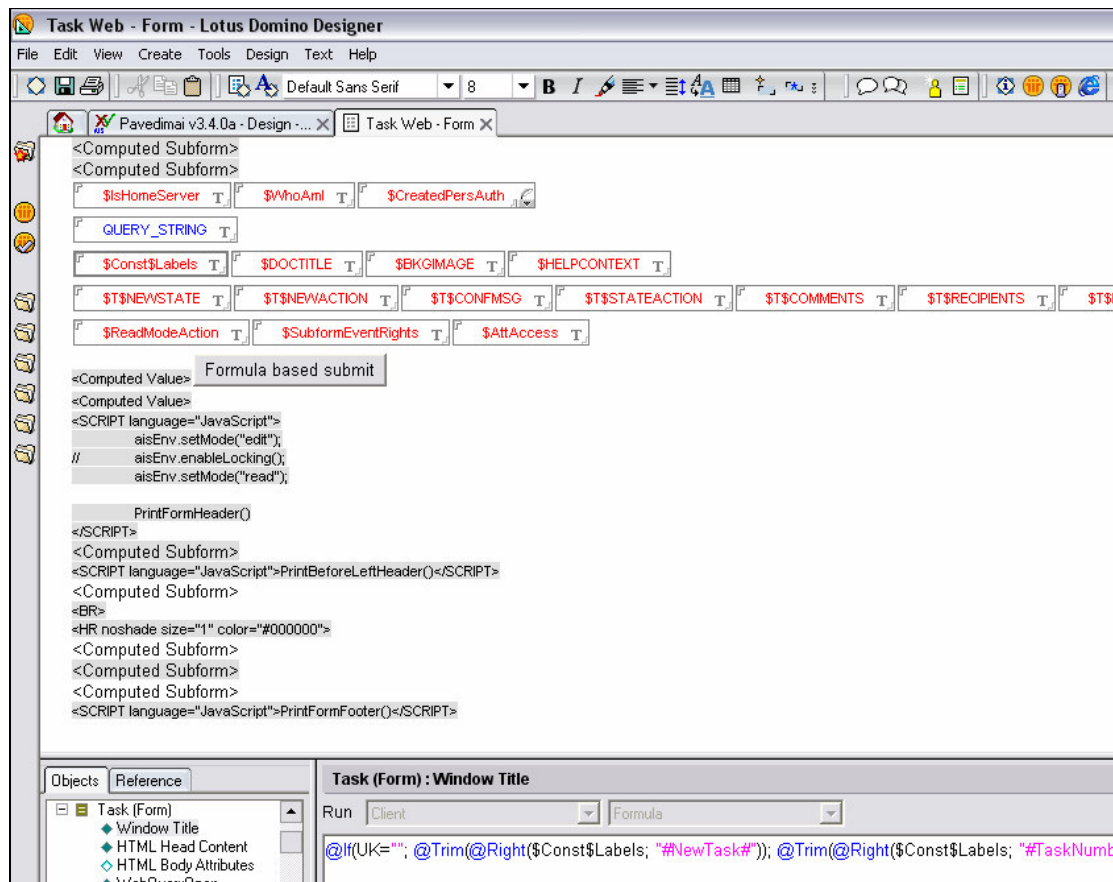 Task Web - Form - Lotus Domino Designer
File Edit View Create Tools Design Text Help
Default Sans Serif 8 B I
Pavedimai v3.4.0a - Design -... Task Web - Form
<Computed Subform>
<Computed Subform>
$IsHomeServer T $WhoAmI T $CreatedPersAuth
QUERY_STRING T
$Const$Labels T $DOCTITLE T $BKGIMAGE T $HELPCONTEXT T
$T$NEWSTATE T $T$NEWACTION T $T$CONFMSG T $T$STATEACTION T $T$COMMENTS T $T$RECIPIENTS T
$ReadModeAction T $SubformEventRights T $AttAccess T
<Computed Value> Formula based submit
<Computed Value>
<SCRIPT language="JavaScript">
aisEnv.setMode("edit");
// aisEnv.enableLocking();
aisEnv.setMode("read");
PrintFormHeader()
</SCRIPT>
<Computed Subform>
<SCRIPT language="JavaScript">PrintBeforeLeftHeader()</SCRIPT>
<Computed Subform>
<BR>
<HR noshade size="1" color="#000000">
<Computed Subform>
<Computed Subform>
<Computed Subform>
<SCRIPT language="JavaScript">PrintFormFooter()</SCRIPT>
Objects Reference
Task (Form) : Window Title
Task (Form)
Run Client Formula
Window Title
HTML Head Content
@If(UK=""; @Trim(@Right($Const$Labels; "#NewTask#")); @Trim(@Right($Const$Labels; "#TaskNumb
HTML Body Attributes